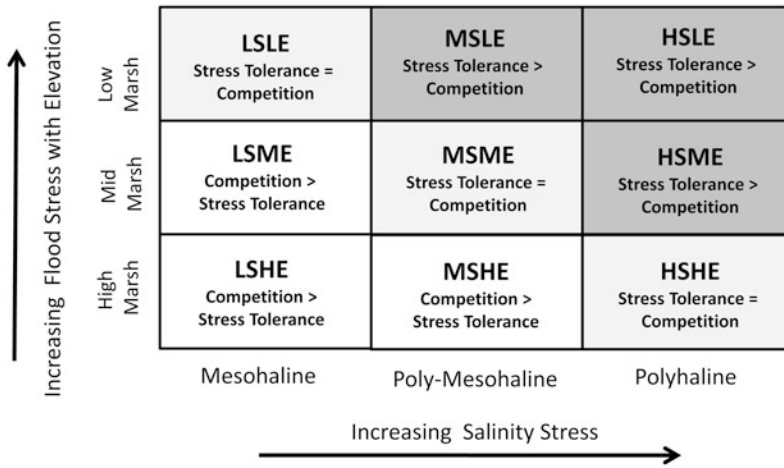 Increasing Flood Stress with Elevation
Low
Marsh
LSLE
Stress Tolerance =
Competition
MSLE
Stress Tolerance >
Competition
HSLE
Stress Tolerance >
Competition
Mid
Marsh
LSME
Competition >
Stress Tolerance
MSME
Stress Tolerance =
Competition
HSME
Stress Tolerance >
Competition
High
Marsh
LSHE
Competition >
Stress Tolerance
MSHE
Competition >
Stress Tolerance
HSHE
Stress Tolerance =
Competition
Mesohaline
Poly-Mesohaline
Polyhaline
Increasing Salinity Stress